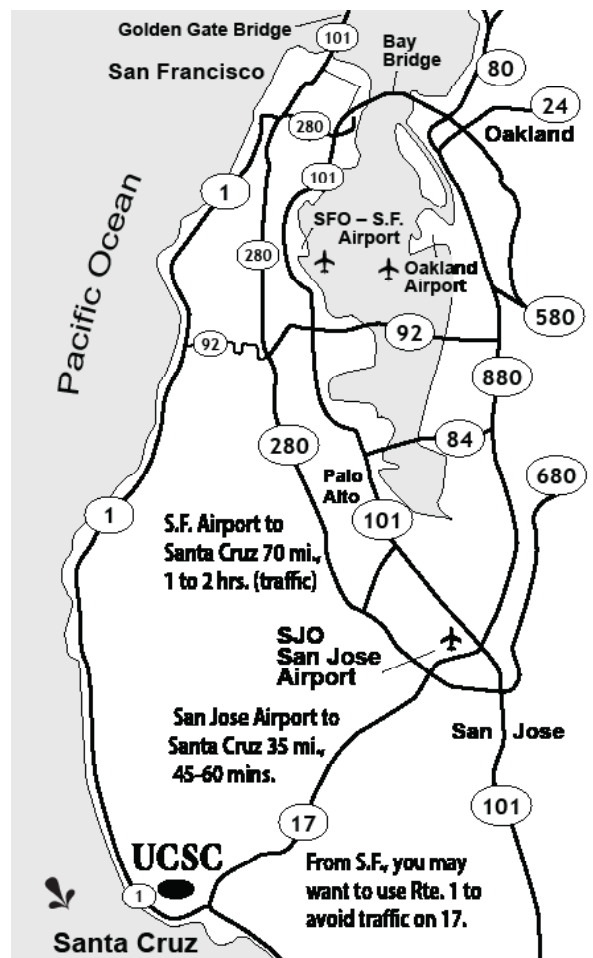 Golden Gate Bridge
101
San Francisco
Bay
Bridge
80
24
Oakland
280
101
1
SFO – S.F.
Airport
280
Oakland
Airport
Pacific Ocean
580
92
92
880
280
84
Palo
Alto
680
101
1
S.F. Airport to
Santa Cruz 70 mi.,
1 to 2 hrs. (traffic)
SJO
San Jose
Airport
San Jose Airport to
Santa Cruz 35 mi.,
45-60 mins.
San Jose
101
17
UCSC
From S.F., you may
want to use Rte. 1 to
avoid traffic on 17.
1
Santa Cruz